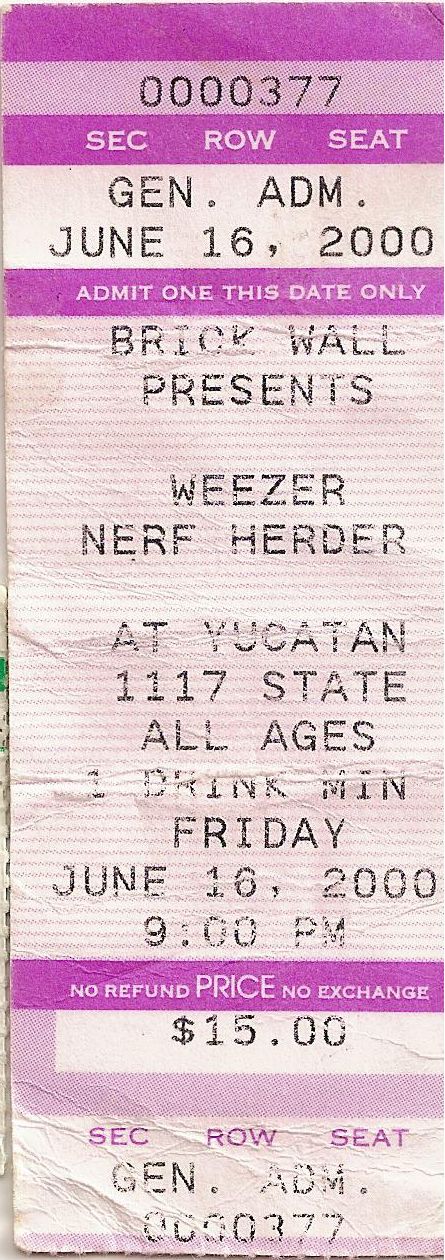 0000377
SEC ROW SEAT
GEN. ADM.
JUNE 16, 2000
ADMIT ONE THIS DATE ONLY
BRICK WALL
PRESENTS
WEEZER
NERF HERDER
AT YUCATAN
1117 STATE
ALL AGES
1 DRINK MIN
FRIDAY
JUNE 16, 2000
9:00 PM
NO REFUND PRICE NO EXCHANGE
$15.00
SEC ROW SEAT
GEN. ADM.
0000377